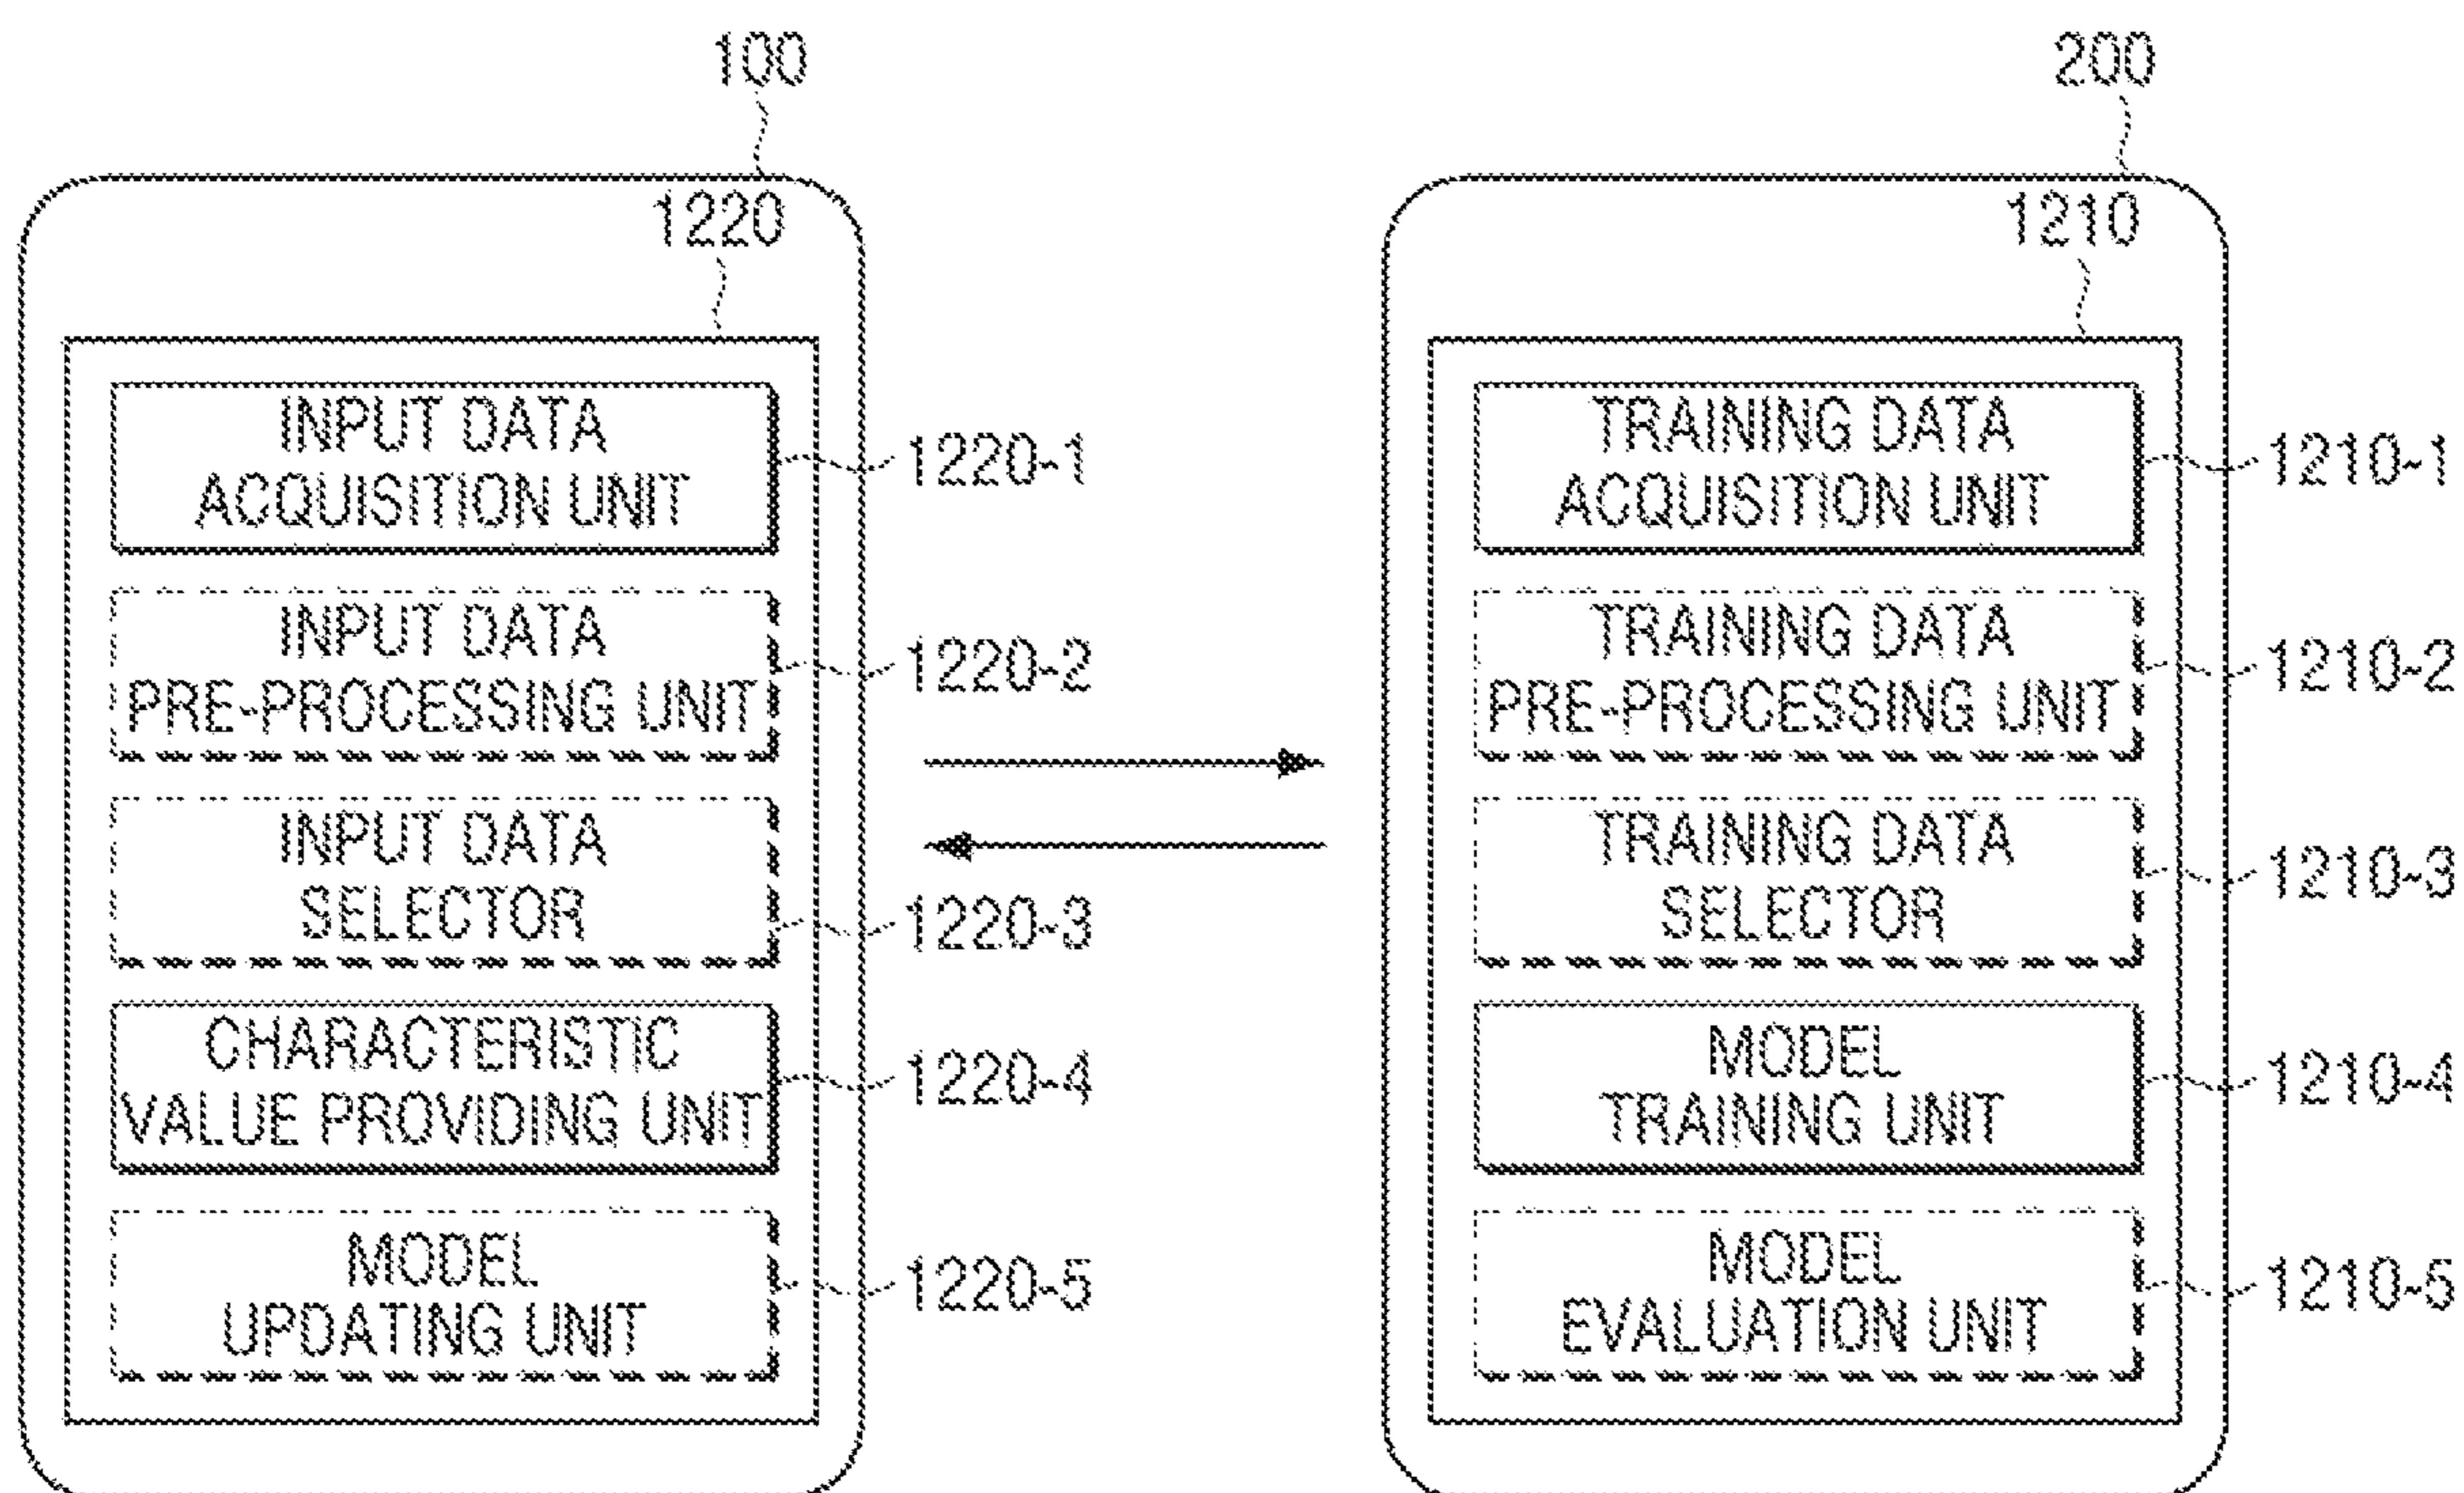 100
1220
INPUT DATA
ACQUISITION UNIT
1220-1
INPUT DATA
PRE-PROCESSING UNIT
1220-2
INPUT DATA
SELECTOR
1220-3
CHARACTERISTIC
VALUE PROVIDING UNIT
1220-4
MODEL
UPDATING UNIT
1220-5
200
1210
TRAINING DATA
ACQUISITION UNIT
1210-1
TRAINING DATA
PRE-PROCESSING UNIT
1210-2
TRAINING DATA
SELECTOR
1210-3
MODEL
TRAINING UNIT
1210-4
MODEL
EVALUATION UNIT
1210-5